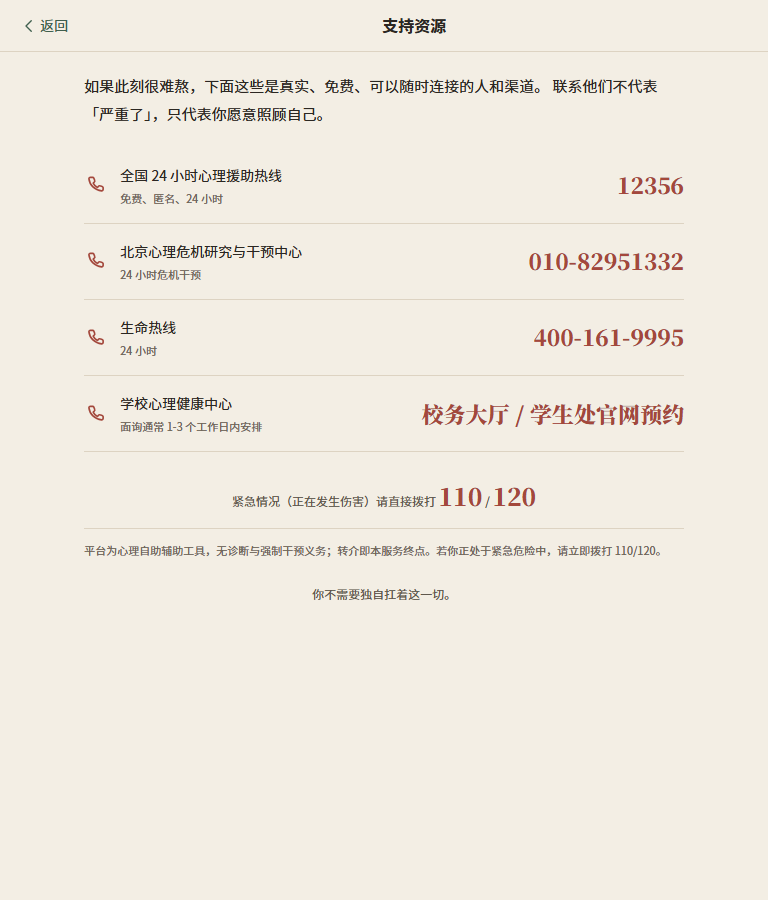 返回
支持资源
如果此刻很难熬，下面这些是真实、免费、可以随时连接的人和渠道。 联系他们不代表
「严重了」，只代表你愿意照顾自己。
全国 24 小时心理援助热线
免费、匿名、24 小时
12356
北京心理危机研究与干预中心
24 小时危机干预
010-82951332
生命热线
24 小时
400-161-9995
学校心理健康中心
面询通常 1-3 个工作日内安排
校务大厅 / 学生处官网预约
紧急情况（正在发生伤害）请直接拨打 110 / 120
平台为心理自助辅助工具，无诊断与强制干预义务；转介即本服务终点。若你正处于紧急危险中，请立即拨打 110/120。
你不需要独自扛着这一切。